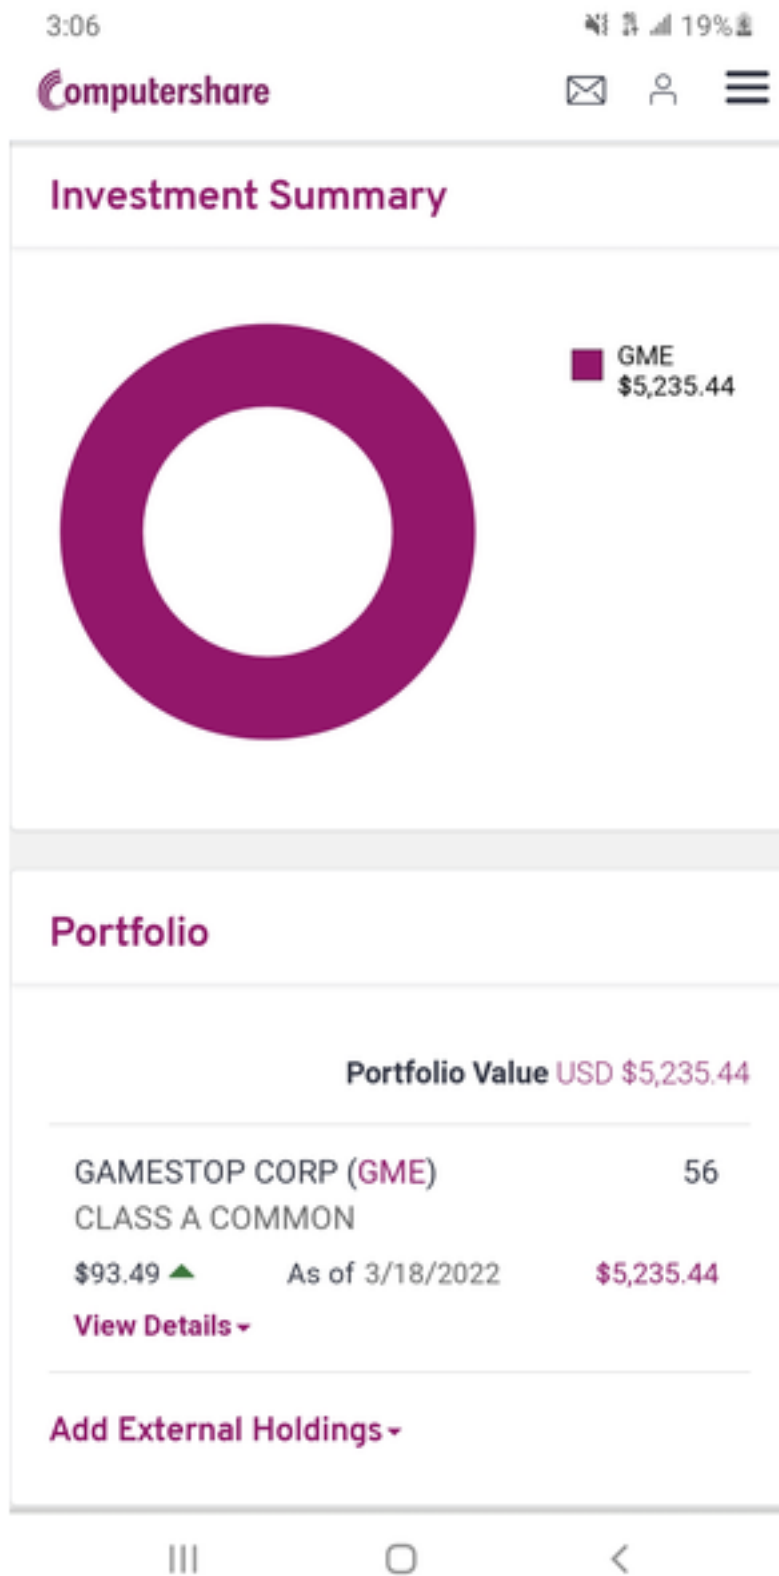 3:06 19%
Computershare
Investment Summary
GME
$5,235.44
Portfolio
Portfolio Value USD $5,235.44
GAMESTOP CORP (GME) 56
CLASS A COMMON
$93.49 As of 3/18/2022 $5,235.44
View Details
Add External Holdings